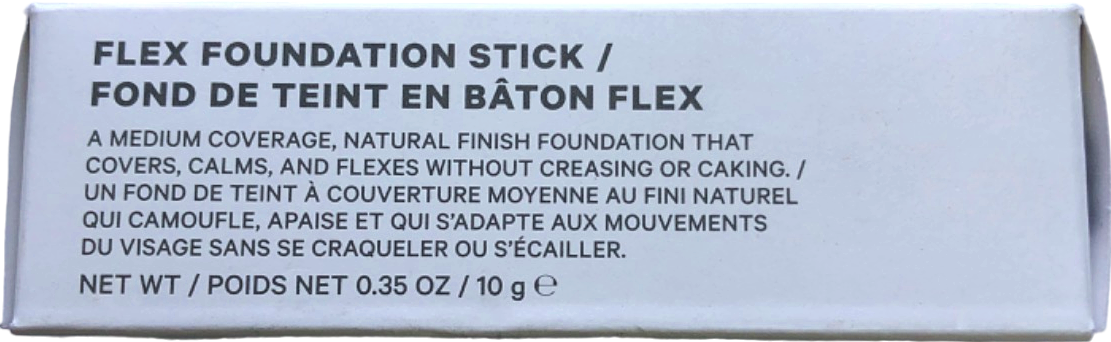 FLEX FOUNDATION STICK /
FOND DE TEINT EN BÂTON FLEX
A MEDIUM COVERAGE, NATURAL FINISH FOUNDATION THAT
COVERS, CALMS, AND FLEXES WITHOUT CREASING OR CAKING. /
UN FOND DE TEINT À COUVERTURE MOYENNE AU FINI NATUREL
QUI CAMOUFLE, APAISE ET QUI S'ADAPTE AUX MOUVEMENTS
DU VISAGE SANS SE CRAQUELER OU S'ÉCAILLER.
NET WT / POIDS NET 0.35 OZ / 10 g ℮